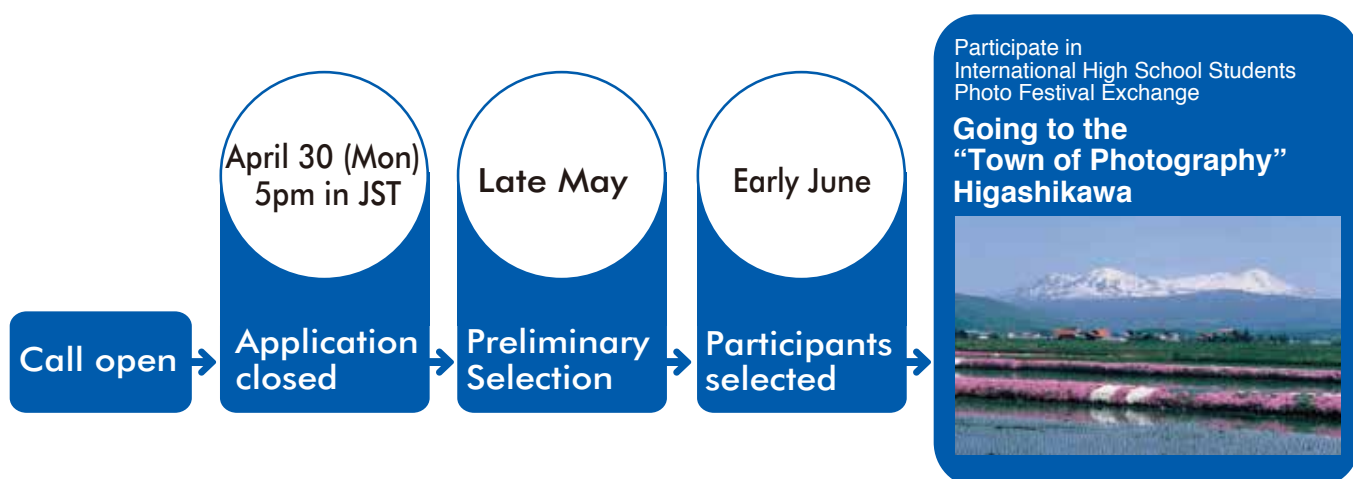 Call open
April 30 (Mon)
5pm in JST
Application
closed
Late May
Preliminary
Selection
Early June
Participants
selected
Participate in
International High School Students
Photo Festival Exchange
Going to the
“Town of Photography”
Higashikawa